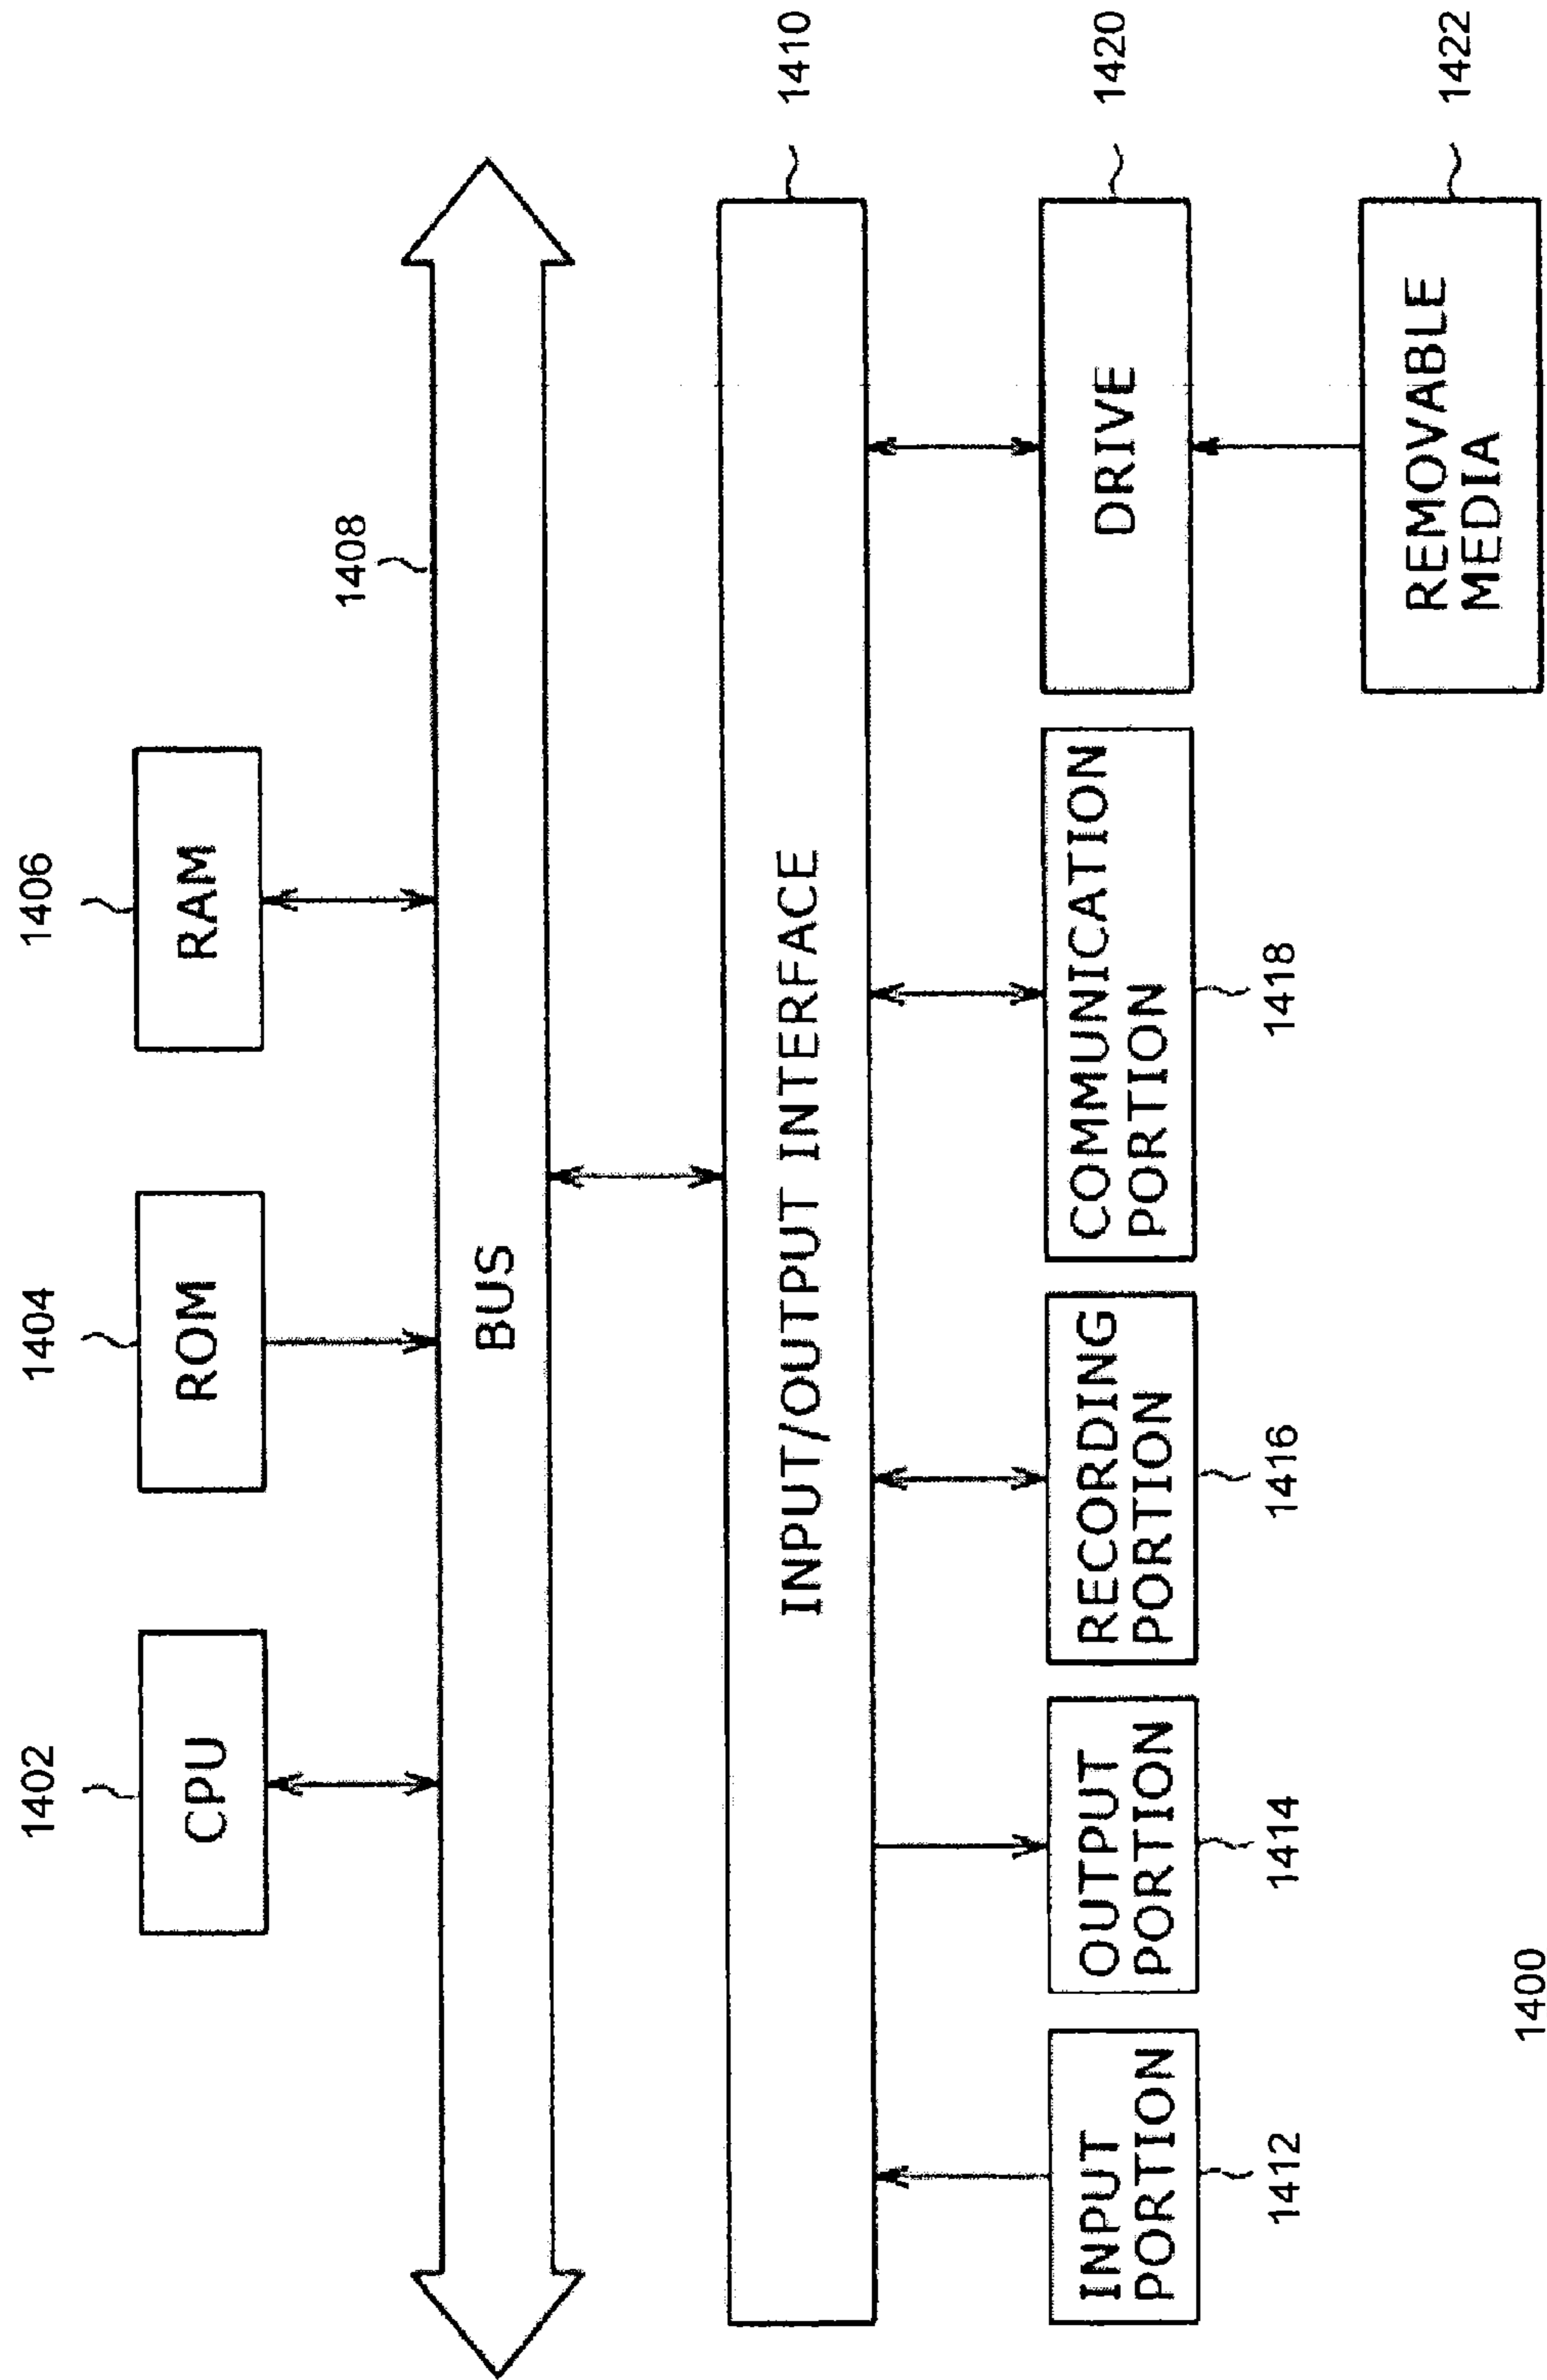 1402
1404
1406
CPU
ROM
RAM
1408
BUS
INPUT/OUTPUT INTERFACE
1410
INPUT
PORTION
OUTPUT
PORTION
RECORDING
PORTION
COMMUNICATION
PORTION
DRIVE
1420
1412
1414
1416
1418
REMOVABLE
MEDIA
1422
1400